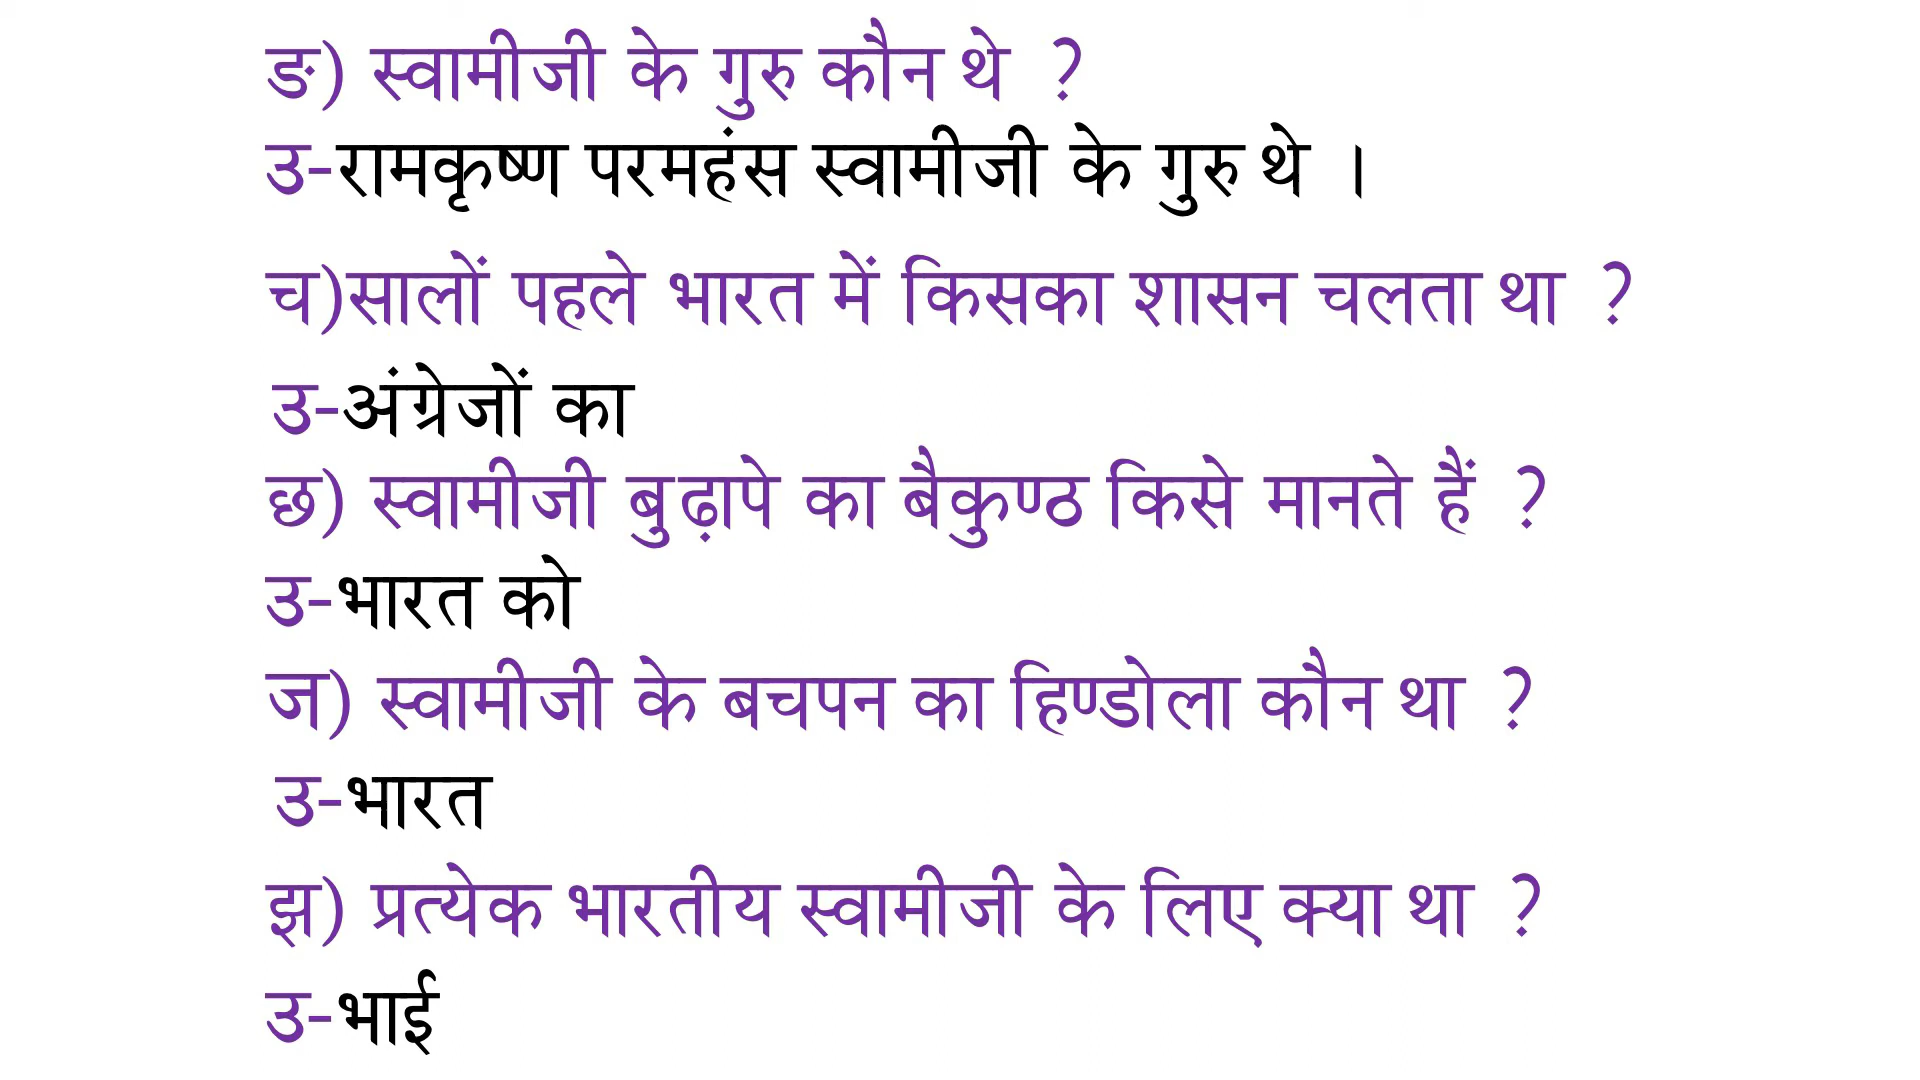 ङ) स्वामीजी के गुरु कौन थे ?
उ-रामकृष्ण परमहंस स्वामीजी के गुरु थे ।
च)सालों पहले भारत में किसका शासन चलता था ?
उ-अंग्रेजों का
छ) स्वामीजी बुढ़ापे का बैकुण्ठ किसे मानते हैं ?
उ-भारत को
ज) स्वामीजी के बचपन का हिण्डोला कौन था ?
उ-भारत
झ) प्रत्येक भारतीय स्वामीजी के लिए क्या था ?
उ-भाई